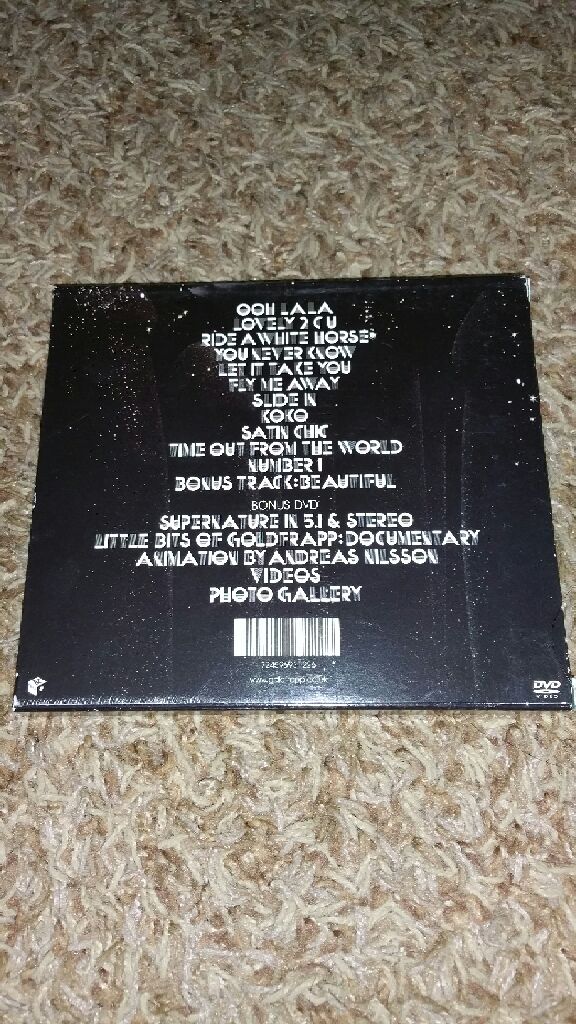 OOH LA LA
LOVELY 2 C U
RIDE A WHITE HORSE
YOU NEVER KNOW
LET IT TAKE YOU
FLY ME AWAY
SLIDE IN
KOKO
SATIN CHIC
TIME OUT FROM THE WORLD
NUMBER 1
BONUS TRACK: BEAUTIFUL
BONUS DVD
SUPERNATURE IN 5.1 & STEREO
LITTLE BITS OF GOLDFRAPP: DOCUMENTARY
ANIMATION BY ANDREAS NILSSON
VIDEOS
PHOTO GALLERY
DVD
VIDEO